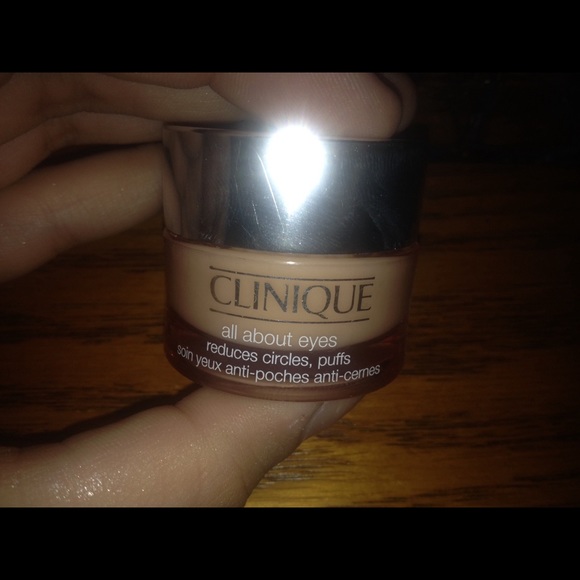 CLINIQUE
all about eyes
reduces circles, puffs
soin yeux anti-poches anti-cernes